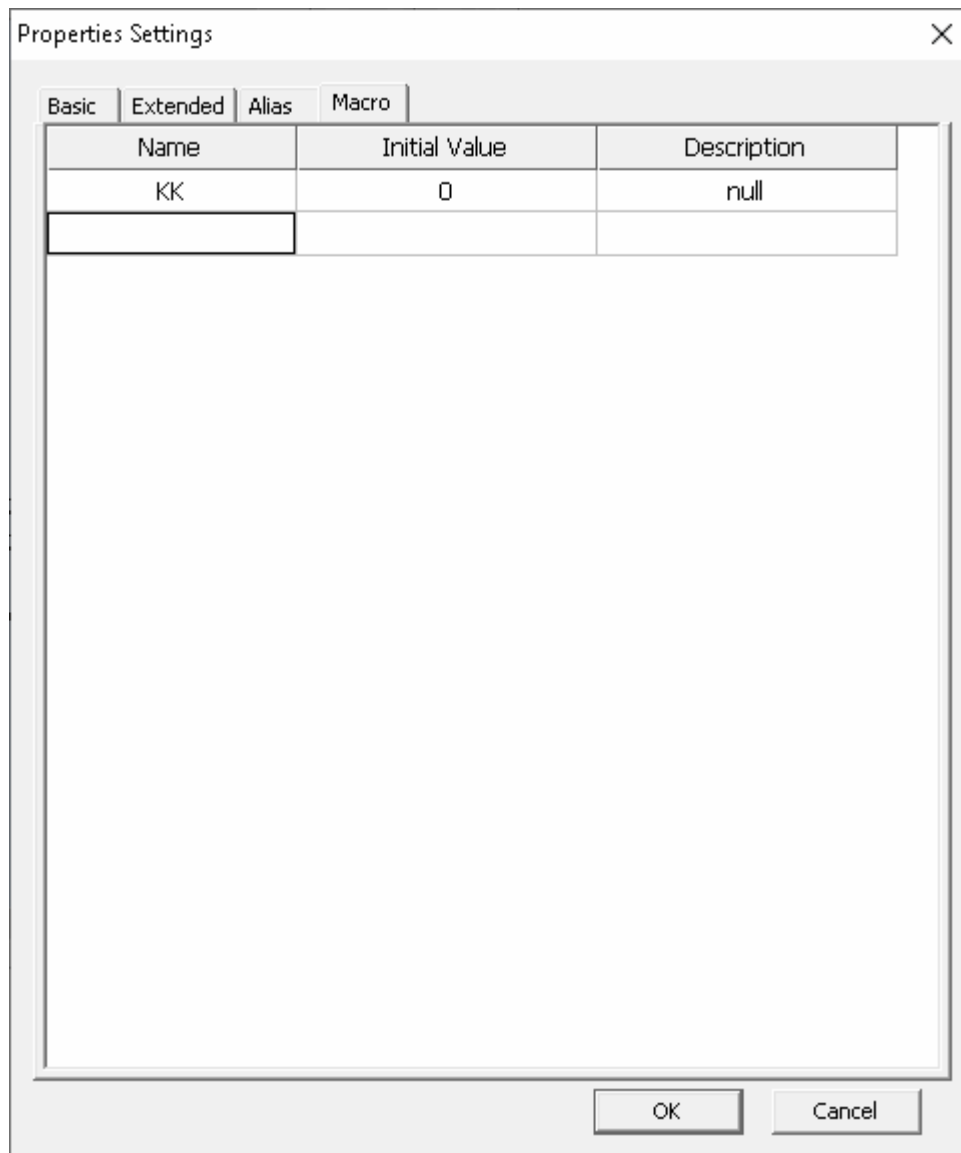 Properties Settings
Basic Extended Alias Macro
Name Initial Value Description
KK 0 null
OK Cancel